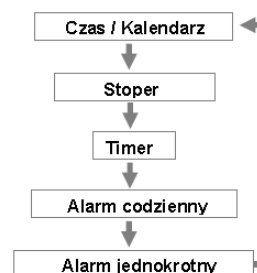 Czas / Kalendarz
Stoper
Timer
Alarm codzienny
Alarm jednokrotny